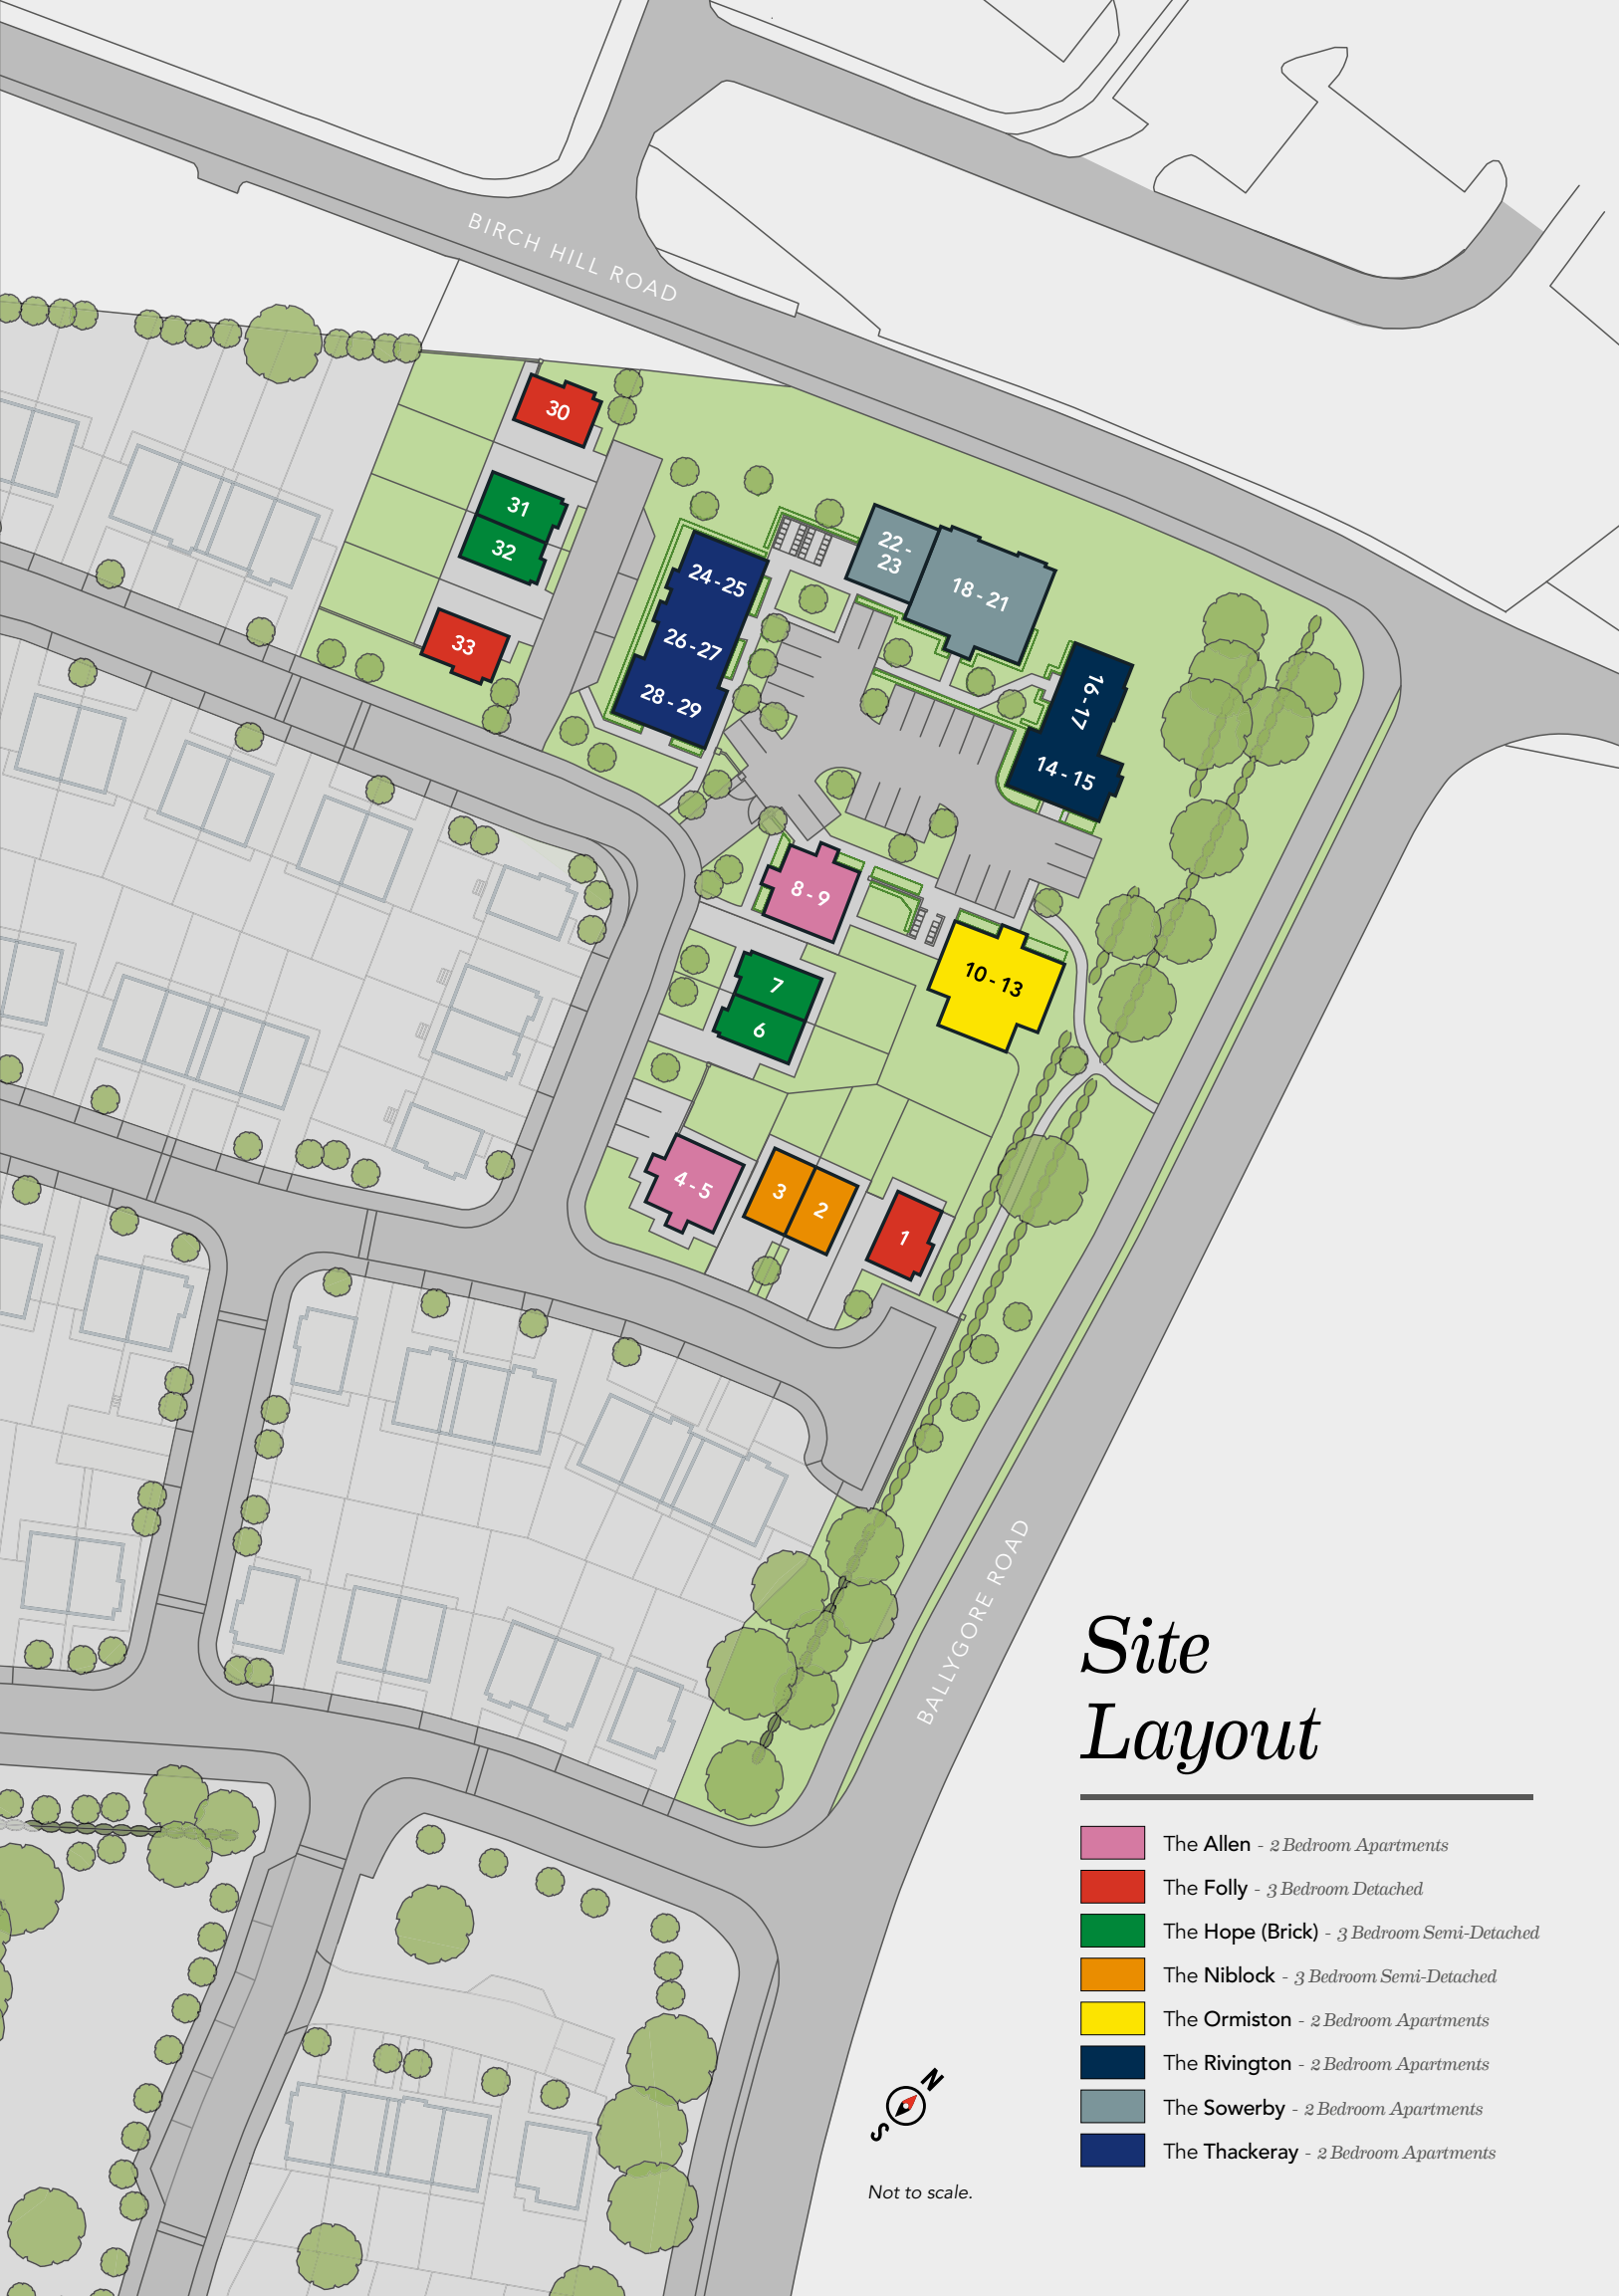 BIRCH HILL ROAD
30
31
32
33
24 - 25
26 - 27
28 - 29
22 -
23
18 - 21
16 - 17
14 - 15
8 - 9
10 - 13
7
6
4 - 5
3
2
1
BALLYGORE ROAD
Site
Layout
The Allen - 2 Bedroom Apartments
The Folly - 3 Bedroom Detached
The Hope (Brick) - 3 Bedroom Semi-Detached
The Niblock - 3 Bedroom Semi-Detached
The Ormiston - 2 Bedroom Apartments
The Rivington - 2 Bedroom Apartments
The Sowerby - 2 Bedroom Apartments
The Thackeray - 2 Bedroom Apartments
N
S
Not to scale.